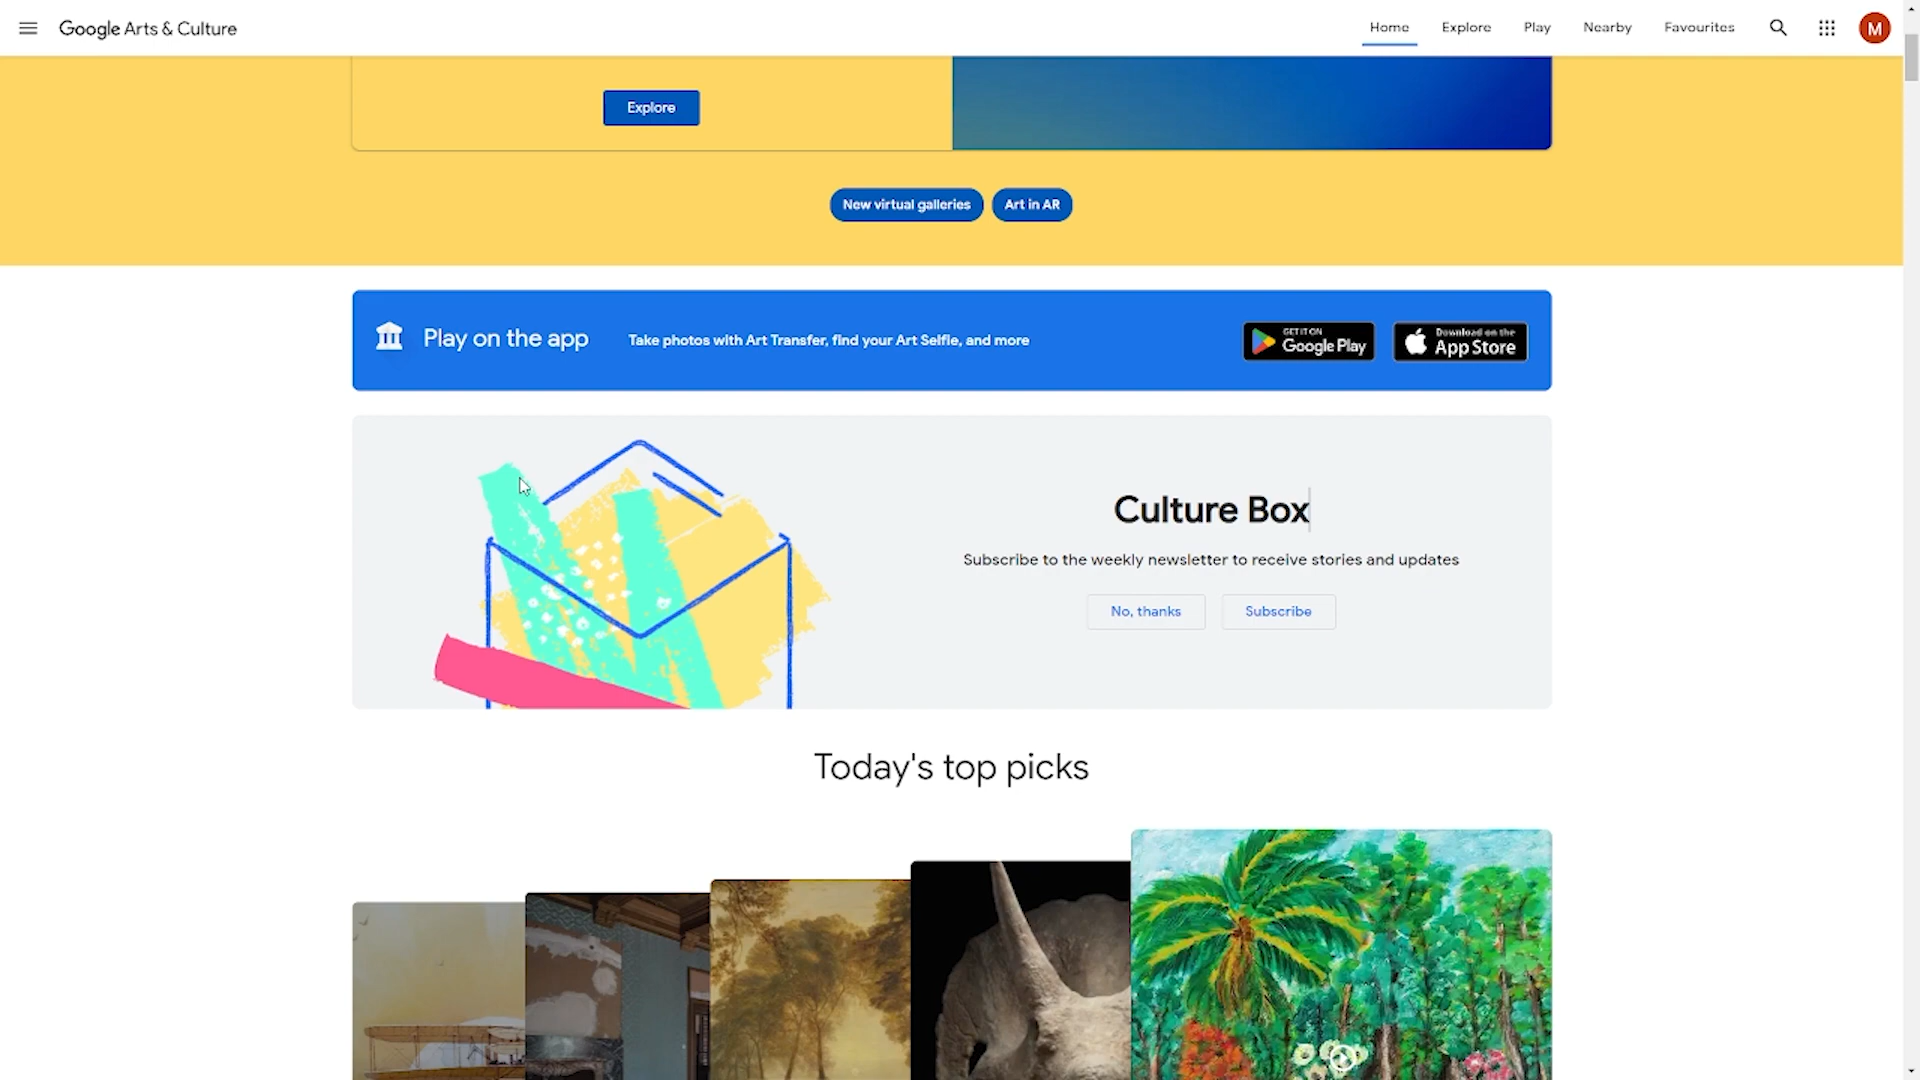 Google Arts & Culture
Home
Explore
Play
Nearby
Favourites
M
Explore
New virtual galleries
Art in AR
Play on the app
Take photos with Art Transfer, find your Art Selfie, and more
GET IT ON
Google Play
Download on the
App Store
Culture Box
Subscribe to the weekly newsletter to receive stories and updates
No, thanks
Subscribe
Today's top picks